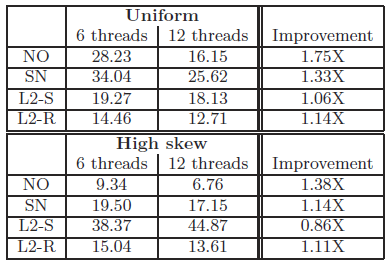 Uniform
6 threads 12 threads Improvement
NO 28.23 16.15 1.75X
SN 34.04 25.62 1.33X
L2-S 19.27 18.13 1.06X
L2-R 14.46 12.71 1.14X
High skew
6 threads 12 threads Improvement
NO 9.34 6.76 1.38X
SN 19.50 17.15 1.14X
L2-S 38.37 44.87 0.86X
L2-R 15.04 13.61 1.11X